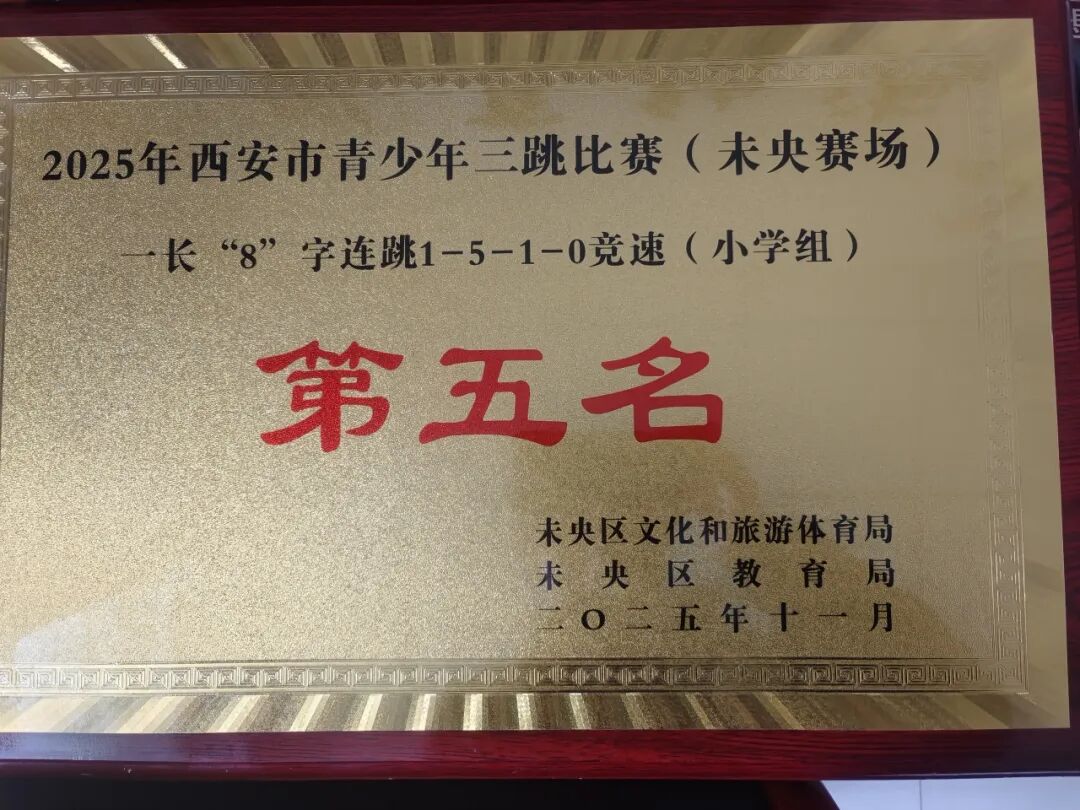 2025年西安市青少年三跳比赛（未央赛场）
一长“8”字连跳1-5-1-0竞速（小学组）
第五名
未央区文化和旅游体育局
未央区教育局
二〇二五年十一月